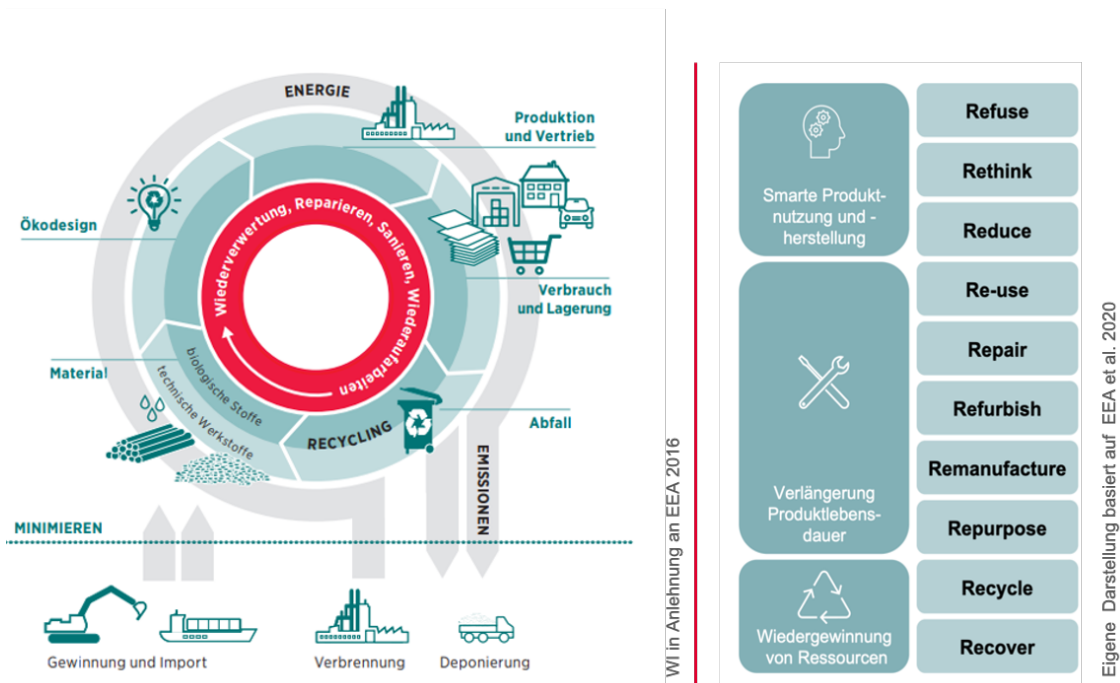 ENERGIE
Produktion
und Vertrieb
Ökodesign
Wiederverwertung, Reparieren, Sanieren, Wiederaufarbeiten
Verbrauch
und Lagerung
Material
biologische Stoffe
technische Werkstoffe
RECYCLING
Abfall
EMISSIONEN
MINIMIEREN
Gewinnung und Import
Verbrennung
Deponierung
WI in Anlehnung an EEA 2016
Smarte Produkt-
nutzung und -
herstellung
Refuse
Rethink
Reduce
Verlängerung
Produktlebens-
dauer
Re-use
Repair
Refurbish
Remanufacture
Repurpose
Wiedergewinnung
von Ressourcen
Recycle
Recover
Eigene Darstellung basiert auf EEA et al. 2020